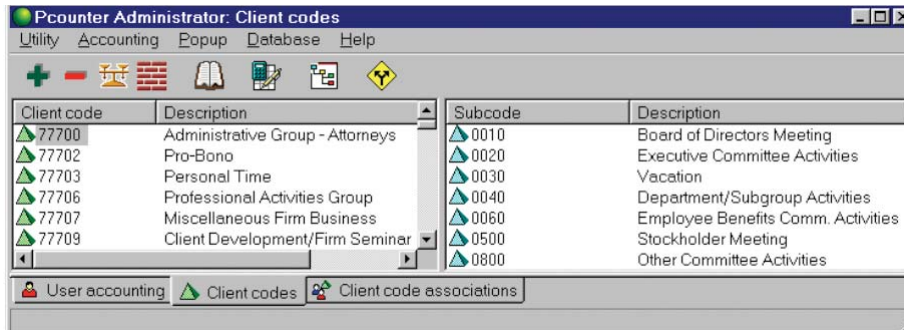 Pcounter Administrator: Client codes
Utility Accounting Popup Database Help
Client code Description Subcode Description
77700 Administrative Group - Attorneys 0010 Board of Directors Meeting
77702 Pro-Bono 0020 Executive Committee Activities
77703 Personal Time 0030 Vacation
77706 Professional Activities Group 0040 Department/Subgroup Activities
77707 Miscellaneous Firm Business 0060 Employee Benefits Comm. Activities
77709 Client Development/Firm Seminar 0500 Stockholder Meeting
0800 Other Committee Activities
User accounting Client codes Client code associations